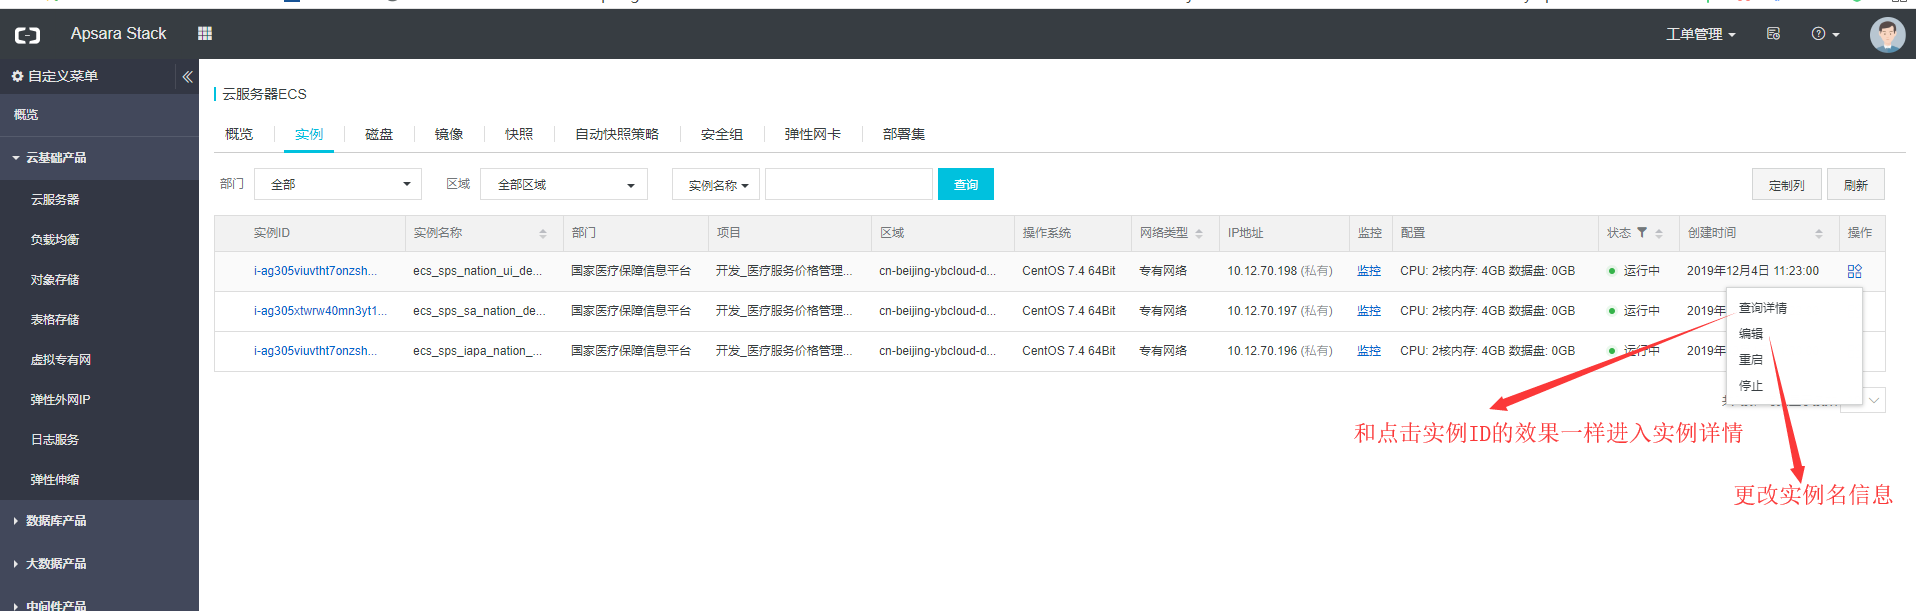 Apsara Stack
工单管理
自定义菜单
概览
云基础产品
云服务器
负载均衡
对象存储
表格存储
虚拟专有网
弹性外网IP
日志服务
弹性伸缩
数据库产品
大数据产品
中间件产品
云服务器ECS
概览 实例 磁盘 镜像 快照 自动快照策略 安全组 弹性网卡 部署集
部门 全部 区域 全部区域 实例名称 查询 定制列 刷新
实例ID 实例名称 部门 项目 区域 操作系统 网络类型 IP地址 监控 配置 状态 创建时间 操作
i-ag305viuvtht7onzsh... ecs_sps_nation_ui_de... 国家医疗保障信息平台 开发_医疗服务价格管理... cn-beijing-ybcloud-d... CentOS 7.4 64Bit 专有网络 10.12.70.198 (私有) 监控 CPU: 2核内存: 4GB 数据盘: 0GB 运行中 2019年12月4日 11:23:00
i-ag305xtwrw40mn3yt1... ecs_sps_sa_nation_de... 国家医疗保障信息平台 开发_医疗服务价格管理... cn-beijing-ybcloud-d... CentOS 7.4 64Bit 专有网络 10.12.70.197 (私有) 监控 CPU: 2核内存: 4GB 数据盘: 0GB 运行中 2019
i-ag305viuvtht7onzsh... ecs_sps_iapa_nation_... 国家医疗保障信息平台 开发_医疗服务价格管理... cn-beijing-ybcloud-d... CentOS 7.4 64Bit 专有网络 10.12.70.196 (私有) 监控 CPU: 2核内存: 4GB 数据盘: 0GB 运行中 2019
查询详情
编辑
重启
停止
和点击实例ID的效果一样进入实例详情
更改实例名信息